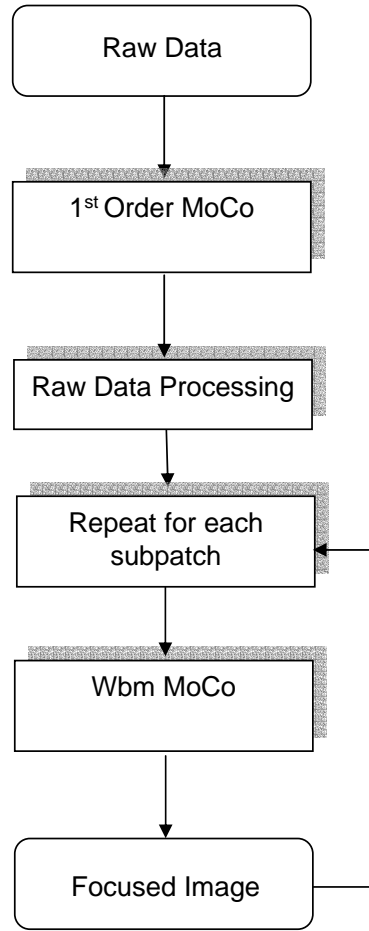 Raw Data
1st Order MoCo
Raw Data Processing
Repeat for each
subpatch
Wbm MoCo
Focused Image